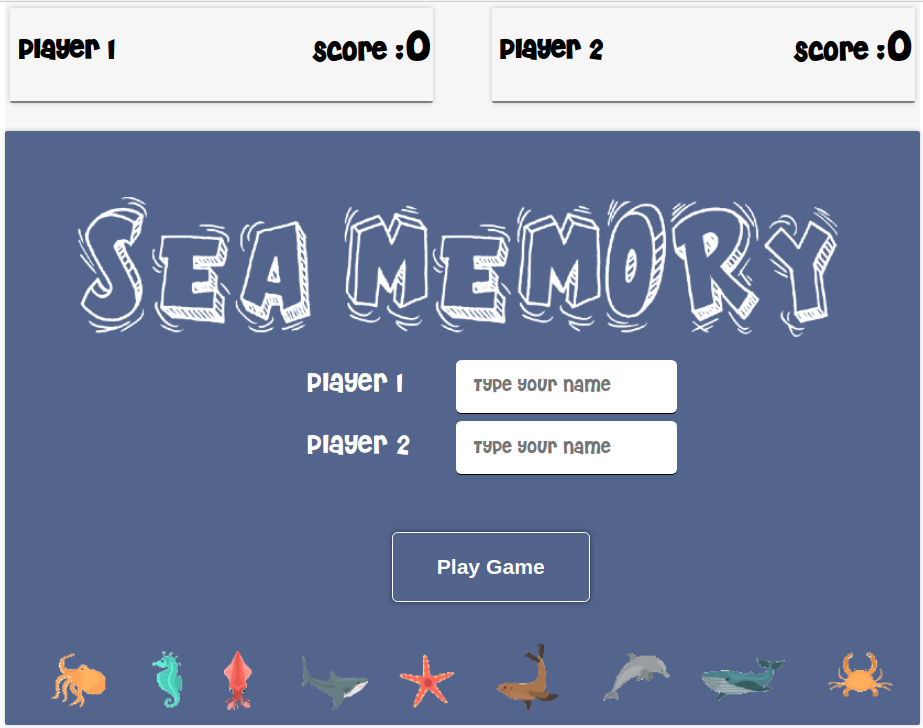 Player 1 score :0
Player 2 score :0
SEA MEMORY
Player 1 Type your name
Player 2 Type your name
Play Game